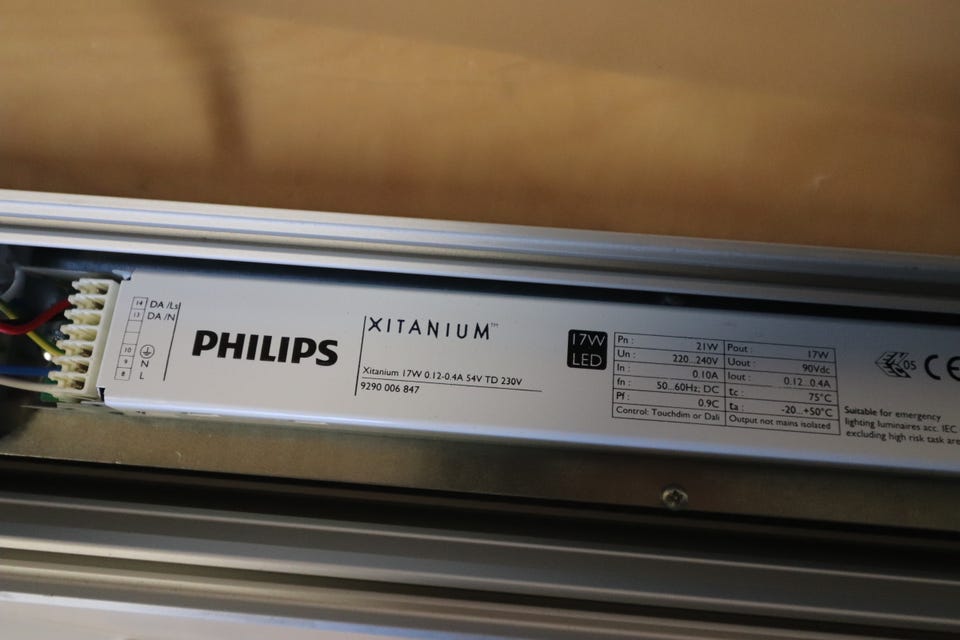 14 DA/Ls
13 DA/N
10
9 N
8 L
PHILIPS
XITANIUM™
Xitanium 17W 0.12-0.4A 54V TD 230V
9290 006 847
17W
LED
Pn : 21W
Un : 220..240V
In : 0.10A
fn : 50..60Hz; DC
Pf : 0.9C
Control: Touchdim or Dali
Pout : 17W
Uout : 90Vdc
Iout : 0.12..0.4A
tc : 75°C
ta : -20...+50°C
Output not mains isolated
05
CE
Suitable for emergency
lighting luminaires acc. IEC
excluding high risk task are